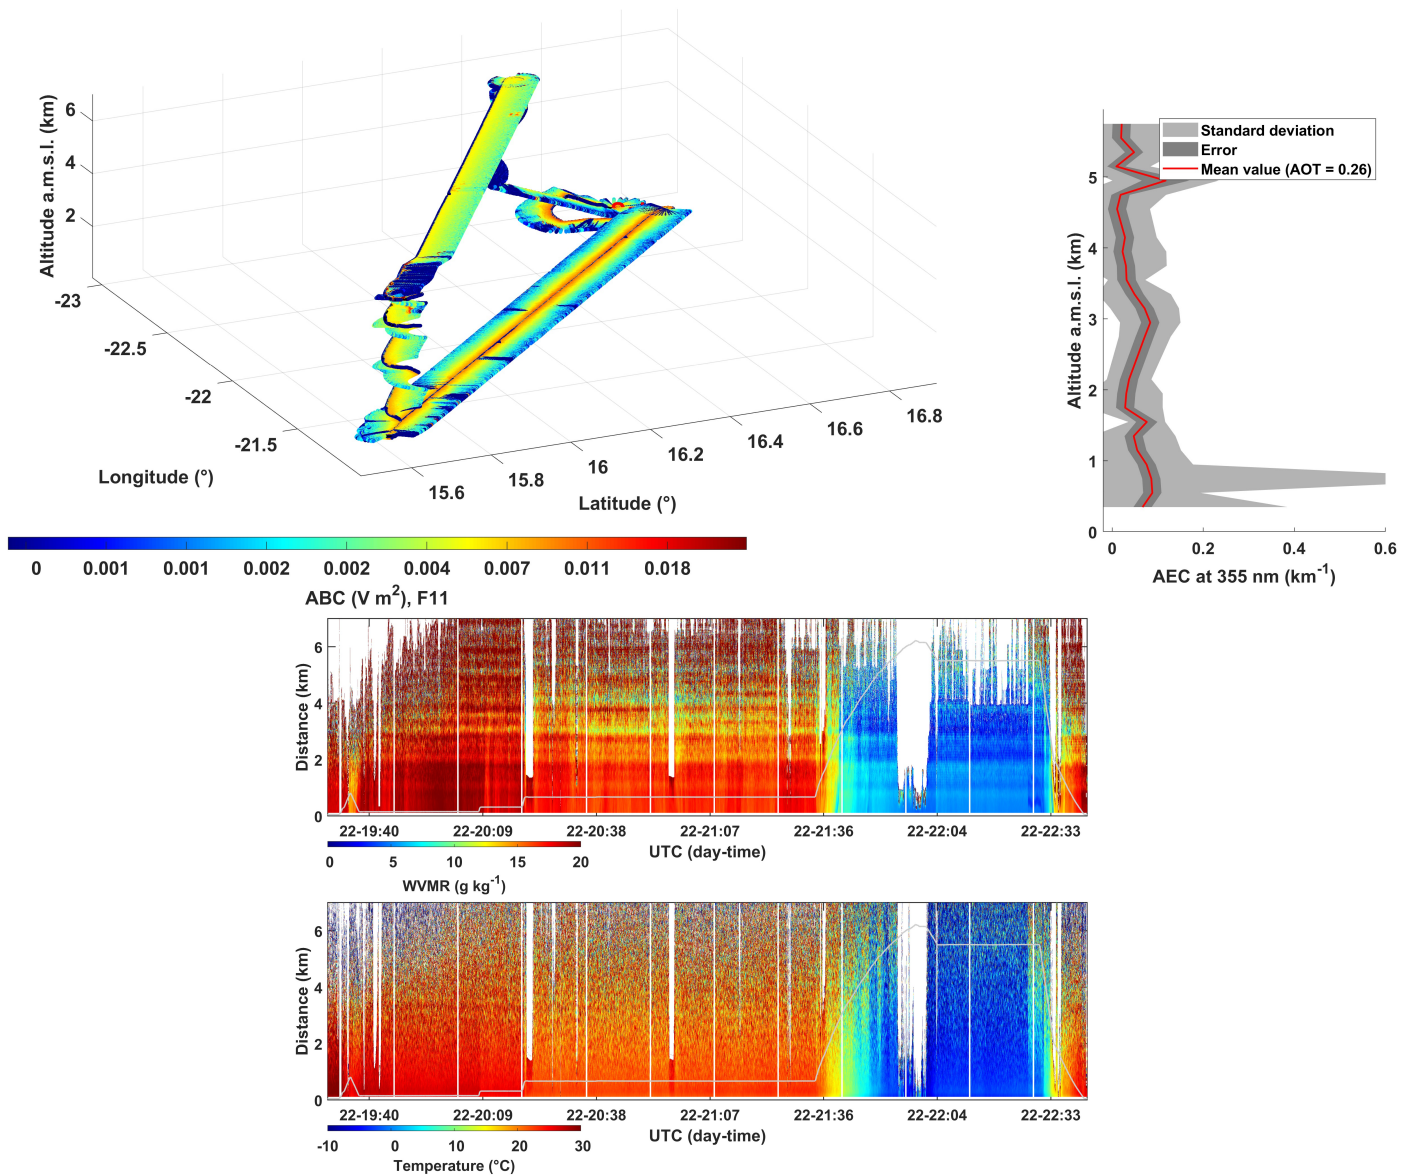 6
4
2
Altitude a.m.s.l. (km)
-23
-22.5
-22
-21.5
Longitude (°)
15.6
15.8
16
16.2
16.4
16.6
16.8
Latitude (°)
0 0.001 0.001 0.002 0.002 0.004 0.007 0.011 0.018
ABC (V m²), F11
Standard deviation
Error
Mean value (AOT = 0.26)
5
4
3
2
1
0
Altitude a.m.s.l. (km)
0 0.2 0.4 0.6
AEC at 355 nm (km⁻¹)
6
4
2
0
Distance (km)
22-19:40 22-20:09 22-20:38 22-21:07 22-21:36 22-22:04 22-22:33
UTC (day-time)
0 5 10 15 20
WVMR (g kg⁻¹)
6
4
2
0
Distance (km)
22-19:40 22-20:09 22-20:38 22-21:07 22-21:36 22-22:04 22-22:33
UTC (day-time)
-10 0 10 20 30
Temperature (°C)